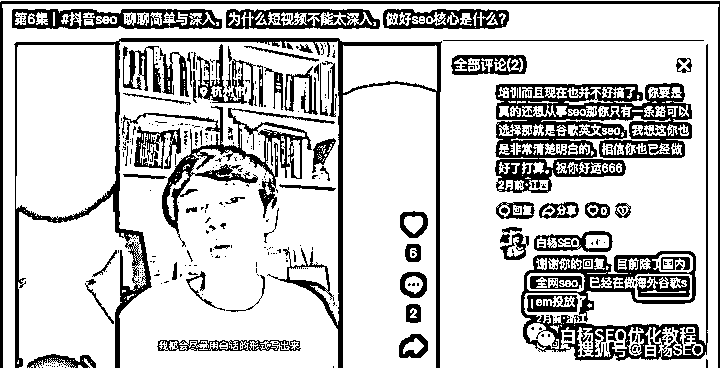 第6集 | #抖音seo 聊聊简单与深入，为什么短视频不能太深入，做好seo核心是什么？
全部评论(2)
培训而且现在也并不好搞了，你要是
真的还想从事seo那你只有一条路可以
选择那就是谷歌英文seo，我想这你也
是非常清楚明白的，相信你也已经做
好了打算，祝你好运666
2月前·江西
回复 分享 0
白杨SEO
谢谢你的回复，目前除了国内
全网seo，已经在做海外谷歌s
em投放了
2月前·浙江
6
2
我都会尽量用白话的形式写出来
白杨SEO优化教程
搜狐号@白杨SEO